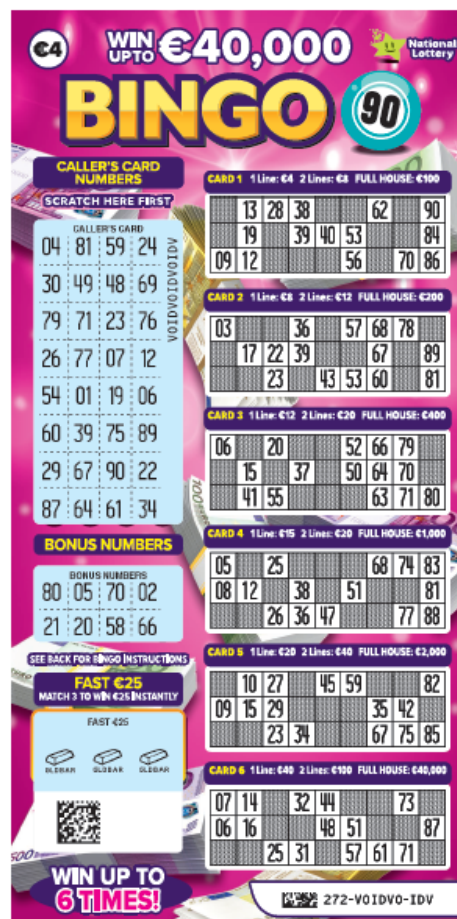 €4
WIN UP TO €40,000
National Lottery
BINGO
90
CALLER'S CARD
NUMBERS
SCRATCH HERE FIRST
CALLER'S CARD
04 81 59 24
30 49 48 69
79 71 23 76
26 77 07 12
54 01 19 06
60 39 75 89
29 67 90 22
87 64 61 34
VOIDVOIDVOIDV
BONUS NUMBERS
BONUS NUMBERS
80 05 70 02
21 20 58 66
SEE BACK FOR BINGO INSTRUCTIONS
FAST €25
MATCH 3 TO WIN €25 INSTANTLY
FAST €25
GLDBAR GLDBAR GLDBAR
WIN UP TO
6 TIMES!
CARD 1 1 Line: €4 2 Lines: €8 FULL HOUSE: €100
13 28 38 62 90
19 39 40 53 84
09 12 56 70 86
CARD 2 1 Line: €8 2 Lines: €12 FULL HOUSE: €200
03 36 57 68 78
17 22 39 67 89
23 43 53 60 81
CARD 3 1 Line: €12 2 Lines: €20 FULL HOUSE: €400
06 20 52 66 79
15 37 50 64 70
41 55 63 71 80
CARD 4 1 Line: €15 2 Lines: €20 FULL HOUSE: €1,000
05 25 68 74 83
08 12 38 51 81
26 36 47 77 88
CARD 5 1 Line: €20 2 Lines: €40 FULL HOUSE: €2,000
10 27 45 59 82
09 15 29 35 42
23 34 67 75 85
CARD 6 1 Line: €40 2 Lines: €100 FULL HOUSE: €40,000
07 14 32 44 73
06 16 48 51 87
25 31 57 61 71
272-VOIDVO-IDV